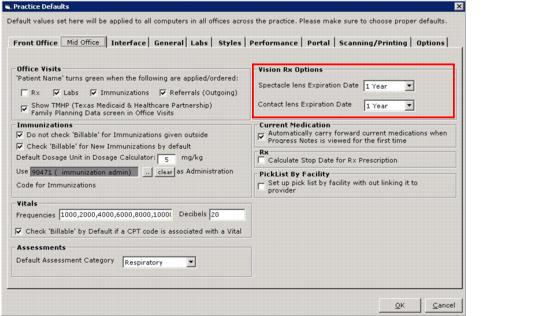 Practice Defaults
Default values set here will be applied to all computers in all offices across the practice. Please make sure to choose proper defaults.
Front Office Mid Office Interface General Labs Styles Performance Portal Scanning/Printing Options
Office Visits
'Patient Name' turns green when the following are applied/ordered:
Rx Labs Immunizations Referrals (Outgoing)
Show TMHP (Texas Medicaid & Healthcare Partnership)
Family Planning Data screen in Office Visits
Immunizations
Do not check 'Billable' for Immunizations given outside
Check 'Billable' for New Immunizations by default
Default Dosage Unit in Dosage Calculator: 5 mg/kg
Use 90471 ( immunization admin) ... clear as Administration
Code for Immunizations
Vitals
Frequencies 1000,2000,4000,6000,8000,1000 Decibels 20
Check 'Billable' by Default if a CPT code is associated with a Vital
Assessments
Default Assessment Category Respiratory
Vision Rx Options
Spectacle lens Expiration Date 1 Year
Contact lens Expiration Date 1 Year
Current Medication
Automatically carry forward current medications when
Progress Notes is viewed for the first time
Rx
Calculate Stop Date for Rx Prescription
PickList By Facility
Set up pick list by facility with out linking it to
provider
OK Cancel